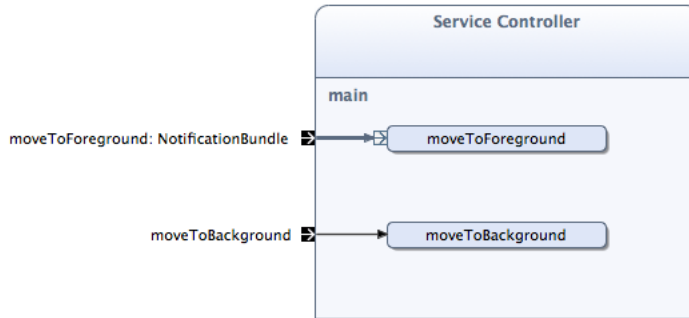 Service Controller
main
moveToForeground: NotificationBundle
moveToForeground
moveToBackground
moveToBackground